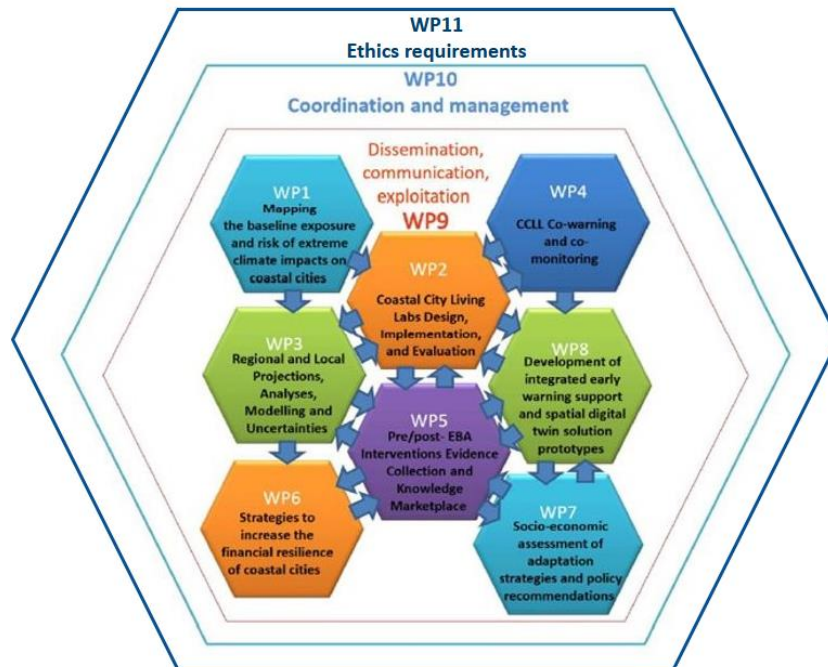 WP11
Ethics requirements
WP10
Coordination and management
Dissemination,
communication,
exploitation
WP9
WP1
Mapping
the baseline exposure
and risk of extreme
climate impacts on
coastal cities
WP4
CCLL Co-warning
and co-
monitoring
WP2
Coastal City Living
Labs Design,
Implementation,
and Evaluation
WP3
Regional and Local
Projections,
Analyses,
Modelling and
Uncertainties
WP8
Development of
integrated early
warning support
and spatial digital
twin solution
prototypes
WP5
Pre/post- EBA
Interventions Evidence
Collection and
Knowledge
Marketplace
WP6
Strategies to
increase the
financial resilience
of coastal cities
WP7
Socio-economic
assessment of
adaptation
strategies and policy
recommendations